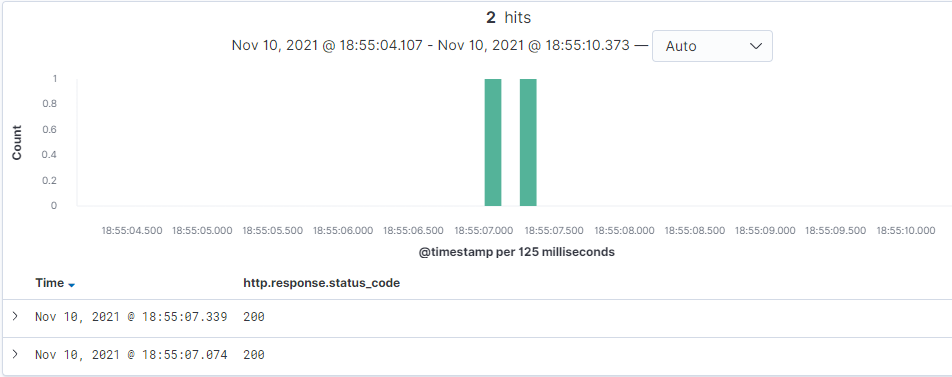 2 hits
Nov 10, 2021 @ 18:55:04.107 - Nov 10, 2021 @ 18:55:10.373 — Auto
1
0.8
0.6
0.4
0.2
0
Count
18:55:04.500 18:55:05.000 18:55:05.500 18:55:06.000 18:55:06.500 18:55:07.000 18:55:07.500 18:55:08.000 18:55:08.500 18:55:09.000 18:55:09.500 18:55:10.000
@timestamp per 125 milliseconds
Time http.response.status_code
Nov 10, 2021 @ 18:55:07.339 200
Nov 10, 2021 @ 18:55:07.074 200